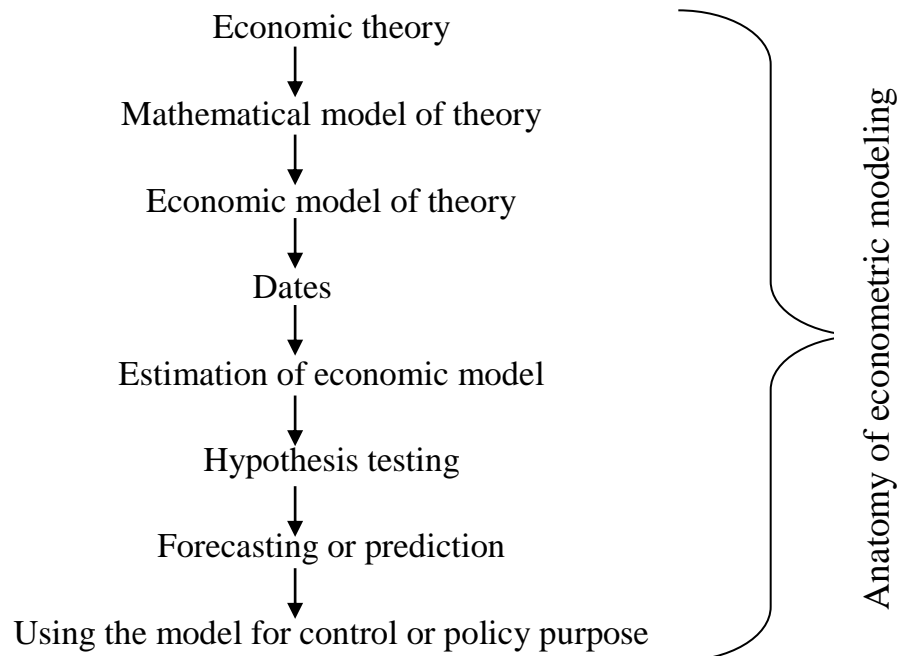 Economic theory
Mathematical model of theory
Economic model of theory
Dates
Estimation of economic model
Hypothesis testing
Forecasting or prediction
Using the model for control or policy purpose
Anatomy of econometric modeling